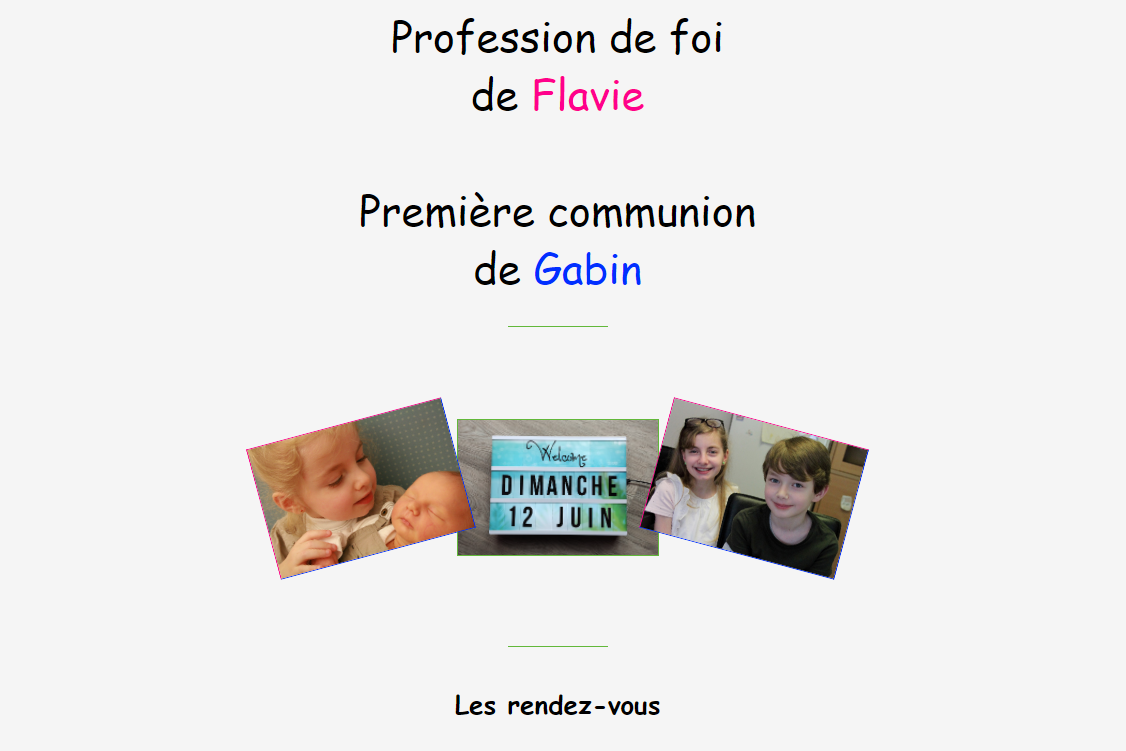 Profession de foi
de Flavie
Première communion
de Gabin
Welcome
DIMANCHE
12 JUIN
Les rendez-vous